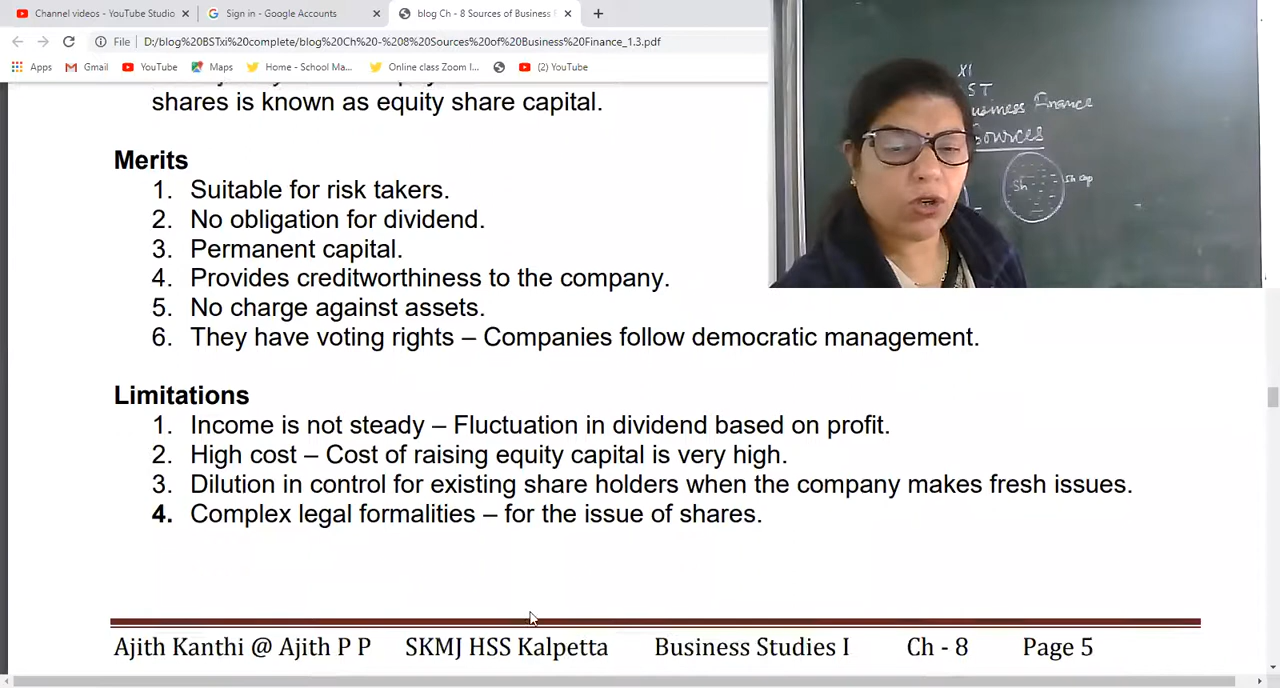 Channel videos - YouTube Studio
Sign in - Google Accounts
blog Ch - 8 Sources of Business
File D:/blog%20BSTxi%20complete/blog%20Ch%20-%208%20Sources%20of%20Business%20Finance_1.3.pdf
Apps Gmail YouTube Maps Home - School Ma... Online class Zoom l... (2) YouTube
shares is known as equity share capital.
Merits
1. Suitable for risk takers.
2. No obligation for dividend.
3. Permanent capital.
4. Provides creditworthiness to the company.
5. No charge against assets.
6. They have voting rights – Companies follow democratic management.
Limitations
1. Income is not steady – Fluctuation in dividend based on profit.
2. High cost – Cost of raising equity capital is very high.
3. Dilution in control for existing share holders when the company makes fresh issues.
4. Complex legal formalities – for the issue of shares.
Ajith Kanthi @ Ajith P P SKMJ HSS Kalpetta Business Studies I Ch - 8 Page 5
XI
ST
usiness Finance
Sources
Sh
Sh cap